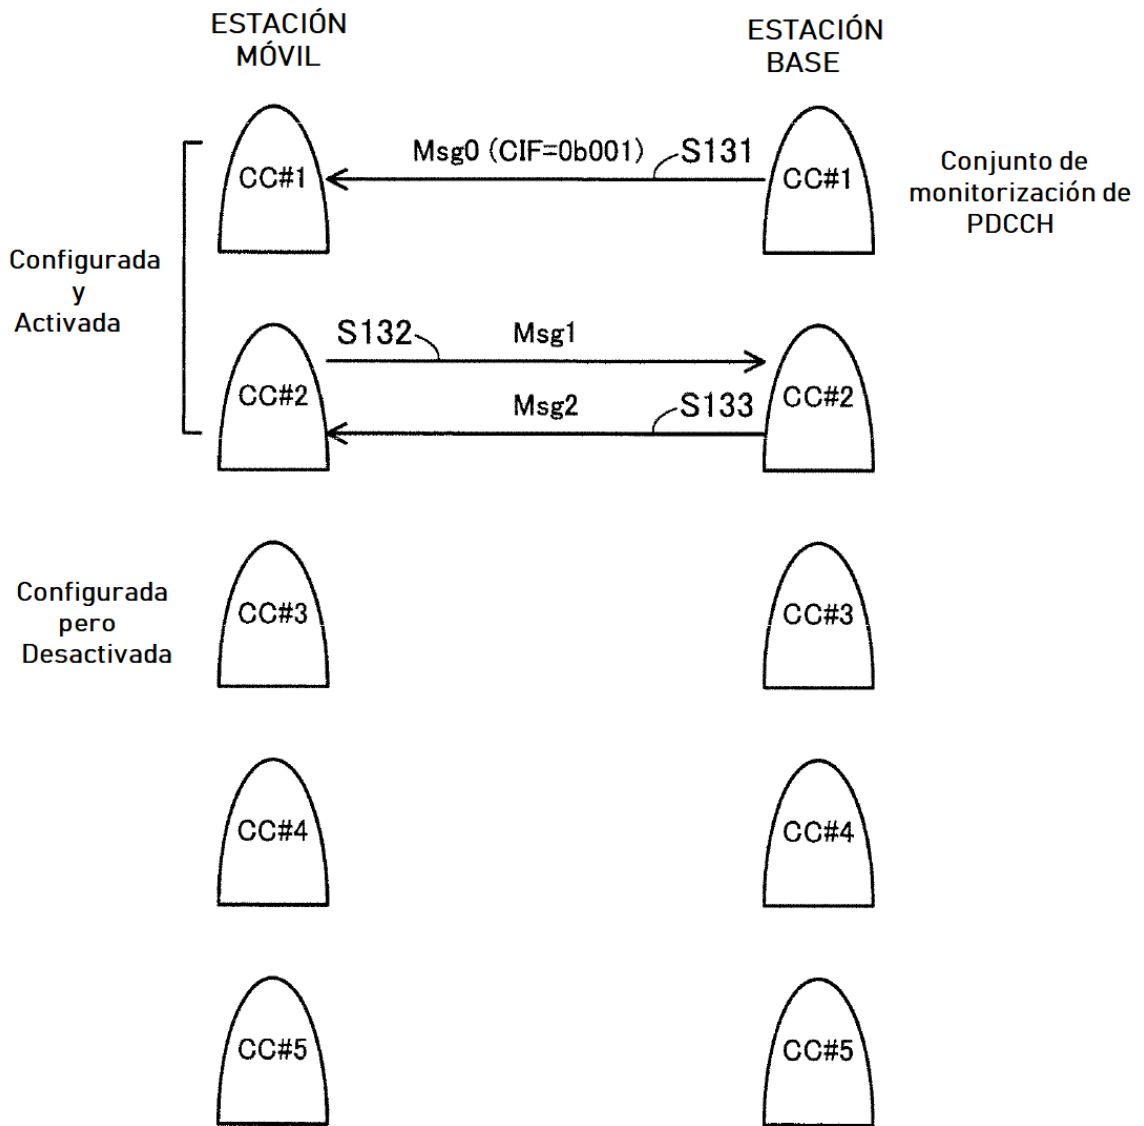 ESTACIÓN
MÓVIL
ESTACIÓN
BASE
Msg0 (CIF=0b001)
S131
CC#1
CC#1
Conjunto de
monitorización de
PDCCH
Configurada
y
Activada
S132
Msg1
CC#2
CC#2
Msg2
S133
Configurada
pero
Desactivada
CC#3
CC#3
CC#4
CC#4
CC#5
CC#5